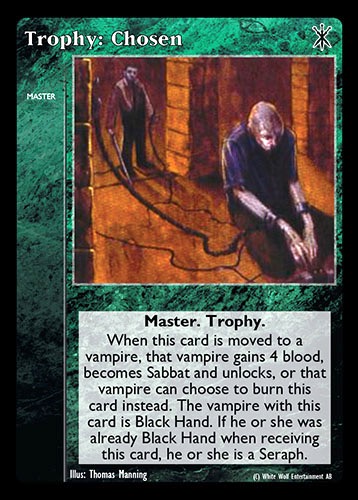 Trophy: Chosen
MASTER
Master. Trophy.
When this card is moved to a
vampire, that vampire gains 4 blood,
becomes Sabbat and unlocks, or that
vampire can choose to burn this
card instead. The vampire with this
card is Black Hand. If he or she was
already Black Hand when receiving
this card, he or she is a Seraph.
Illus: Thomas Manning
(C) White Wolf Entertainment AB